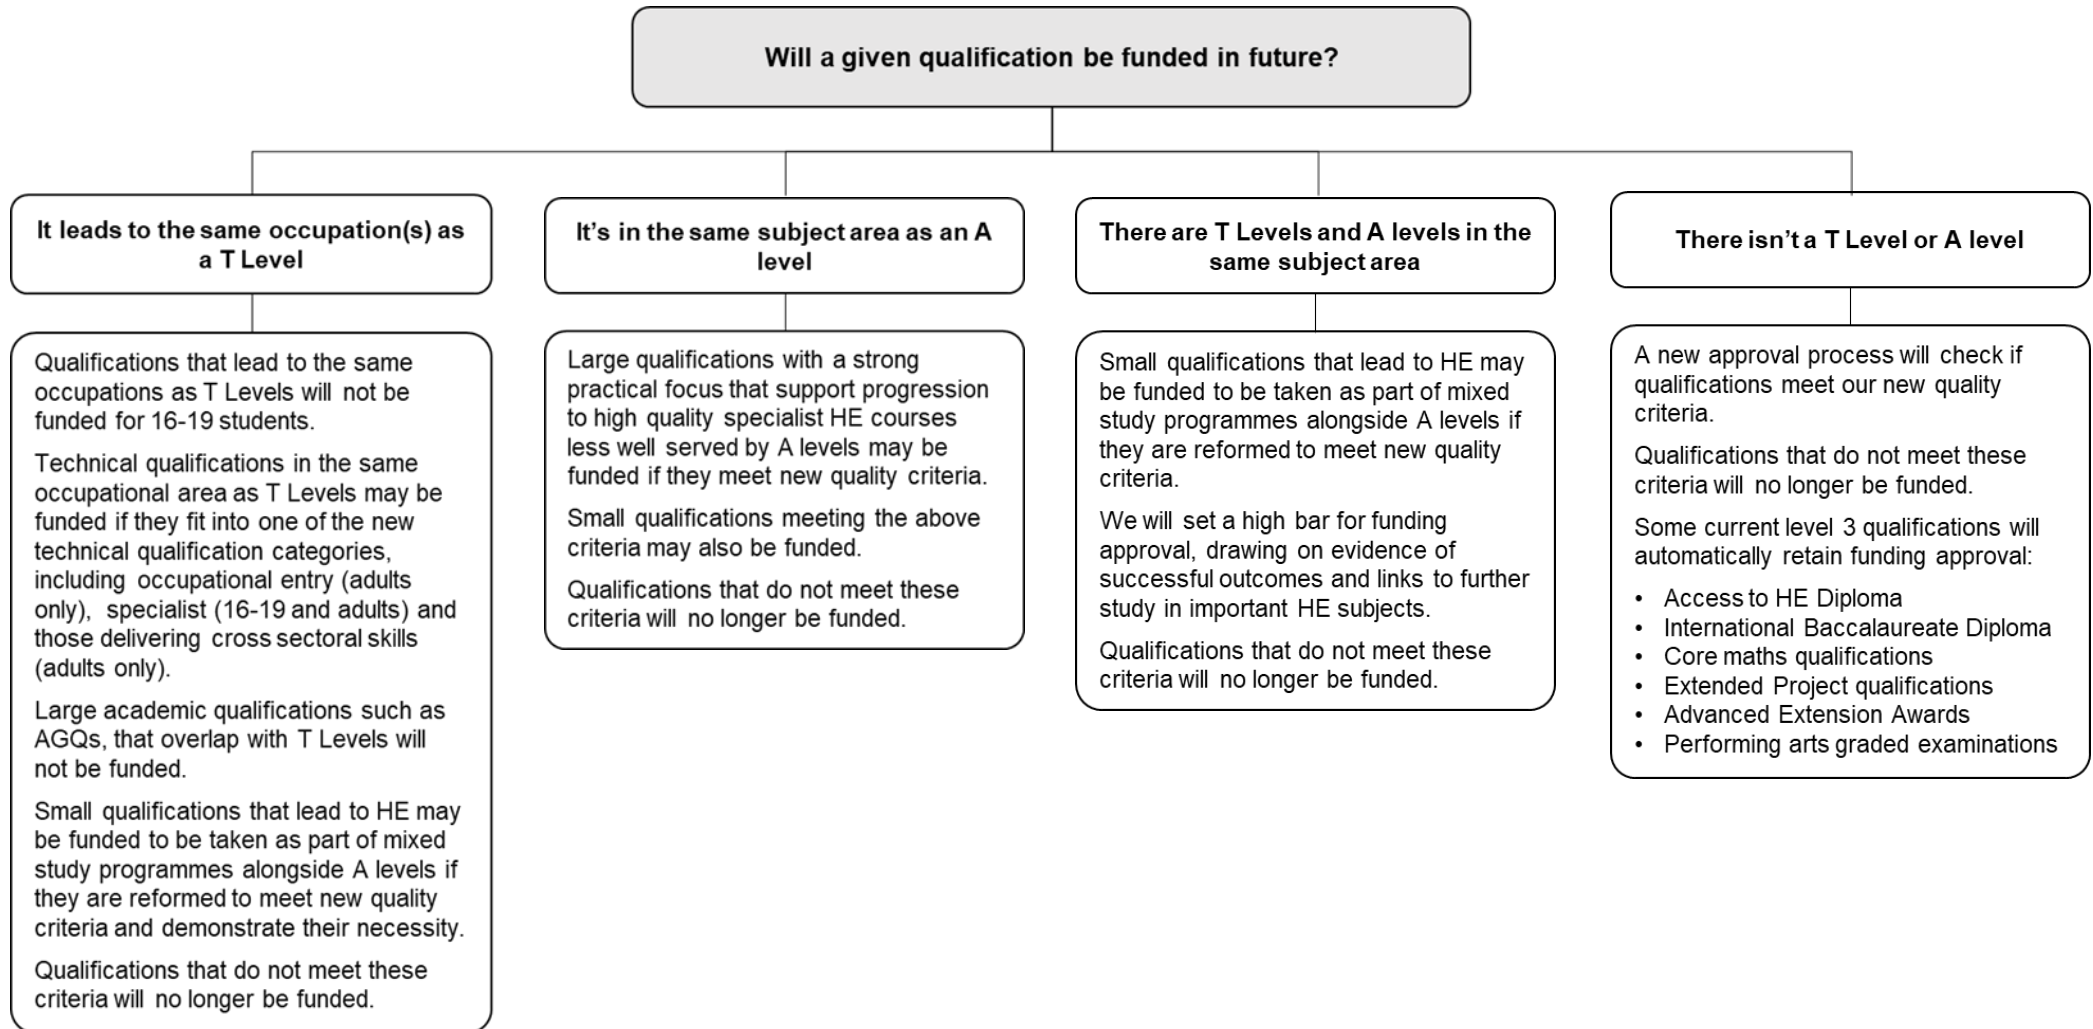 Will a given qualification be funded in future?
It leads to the same occupation(s) as
a T Level
Qualifications that lead to the same
occupations as T Levels will not be
funded for 16-19 students.
Technical qualifications in the same
occupational area as T Levels may be
funded if they fit into one of the new
technical qualification categories,
including occupational entry (adults
only), specialist (16-19 and adults) and
those delivering cross sectoral skills
(adults only).
Large academic qualifications such as
AGQs, that overlap with T Levels will
not be funded.
Small qualifications that lead to HE may
be funded to be taken as part of mixed
study programmes alongside A levels if
they are reformed to meet new quality
criteria and demonstrate their necessity.
Qualifications that do not meet these
criteria will no longer be funded.
It's in the same subject area as an A
level
Large qualifications with a strong
practical focus that support progression
to high quality specialist HE courses
less well served by A levels may be
funded if they meet new quality criteria.
Small qualifications meeting the above
criteria may also be funded.
Qualifications that do not meet these
criteria will no longer be funded.
There are T Levels and A levels in the
same subject area
Small qualifications that lead to HE may
be funded to be taken as part of mixed
study programmes alongside A levels if
they are reformed to meet new quality
criteria.
We will set a high bar for funding
approval, drawing on evidence of
successful outcomes and links to further
study in important HE subjects.
Qualifications that do not meet these
criteria will no longer be funded.
There isn't a T Level or A level
A new approval process will check if
qualifications meet our new quality
criteria.
Qualifications that do not meet these
criteria will no longer be funded.
Some current level 3 qualifications will
automatically retain funding approval:
• Access to HE Diploma
• International Baccalaureate Diploma
• Core maths qualifications
• Extended Project qualifications
• Advanced Extension Awards
• Performing arts graded examinations